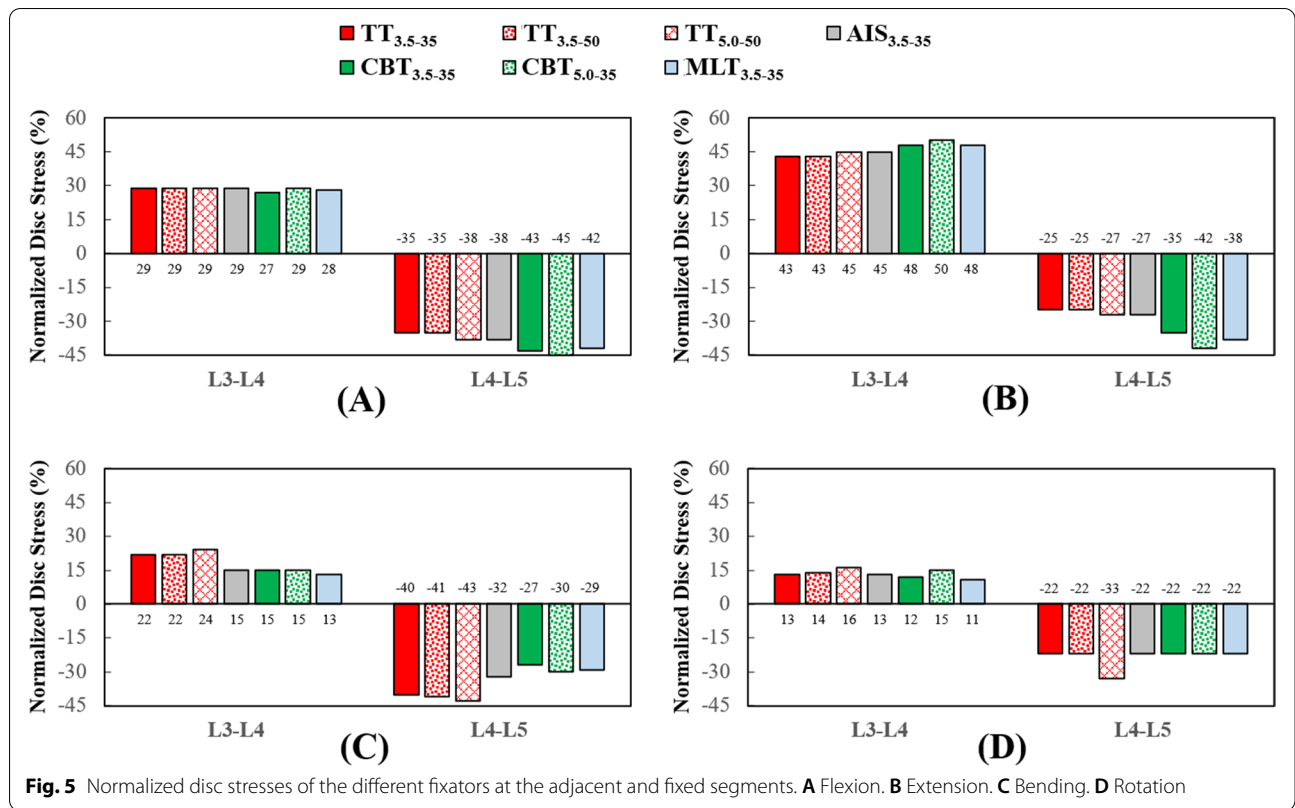 TT3.5-35 TT3.5-50 TT5.0-50 AIS3.5-35
CBT3.5-35 CBT5.0-35 MLT3.5-35
Normalized Disc Stress (%)
60
45
30
15
0
-15
-30
-45
29 29 29 29 27 29 28
-35 -35 -38 -38 -43 -45 -42
L3-L4 L4-L5
(A)
Normalized Disc Stress (%)
60
45
30
15
0
-15
-30
-45
43 43 45 45 48 50 48
-25 -25 -27 -27 -35 -42 -38
L3-L4 L4-L5
(B)
Normalized Disc Stress (%)
60
45
30
15
0
-15
-30
-45
22 22 24 15 15 15 13
-40 -41 -43 -32 -27 -30 -29
L3-L4 L4-L5
(C)
Normalized Disc Stress (%)
60
45
30
15
0
-15
-30
-45
13 14 16 13 12 15 11
-22 -22 -33 -22 -22 -22 -22
L3-L4 L4-L5
(D)
Fig. 5 Normalized disc stresses of the different fixators at the adjacent and fixed segments. A Flexion. B Extension. C Bending. D Rotation